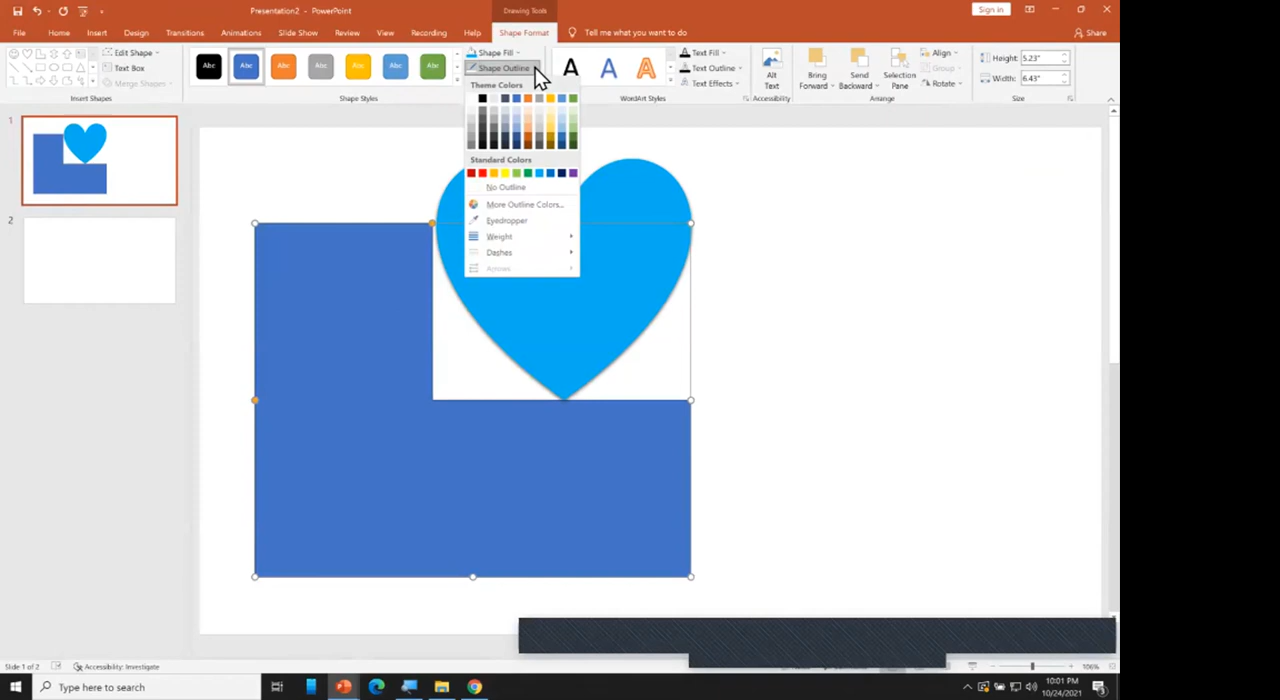 Presentation2 - PowerPoint
Drawing Tools
Sign in
File Home Insert Design Transitions Animations Slide Show Review View Recording Help Shape Format Tell me what you want to do Share
Edit Shape
Text Box
Merge Shapes
Insert Shapes
Abc Abc Abc Abc Abc Abc Abc
Shape Styles
Shape Fill
Shape Outline
Theme Colors
Standard Colors
No Outline
More Outline Colors...
Eyedropper
Weight
Dashes
Arrows
A A A
Text Fill
Text Outline
Text Effects
WordArt Styles
Alt
Text
Accessibility
Bring
Forward
Send
Backward
Selection
Pane
Align
Group
Rotate
Arrange
Height: 5.23"
Width: 6.43"
Size
1
2
Slide 1 of 2
Accessibility: Investigate
106%
Type here to search
10:01 PM
10/24/2021